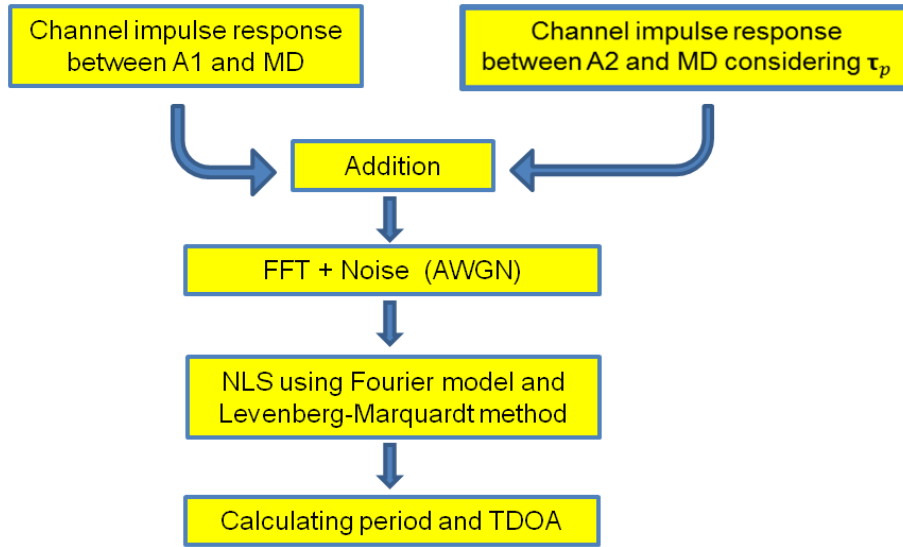 Channel impulse response
between A1 and MD
Channel impulse response
between A2 and MD considering 𝛕𝑝
Addition
FFT + Noise (AWGN)
NLS using Fourier model and
Levenberg-Marquardt method
Calculating period and TDOA